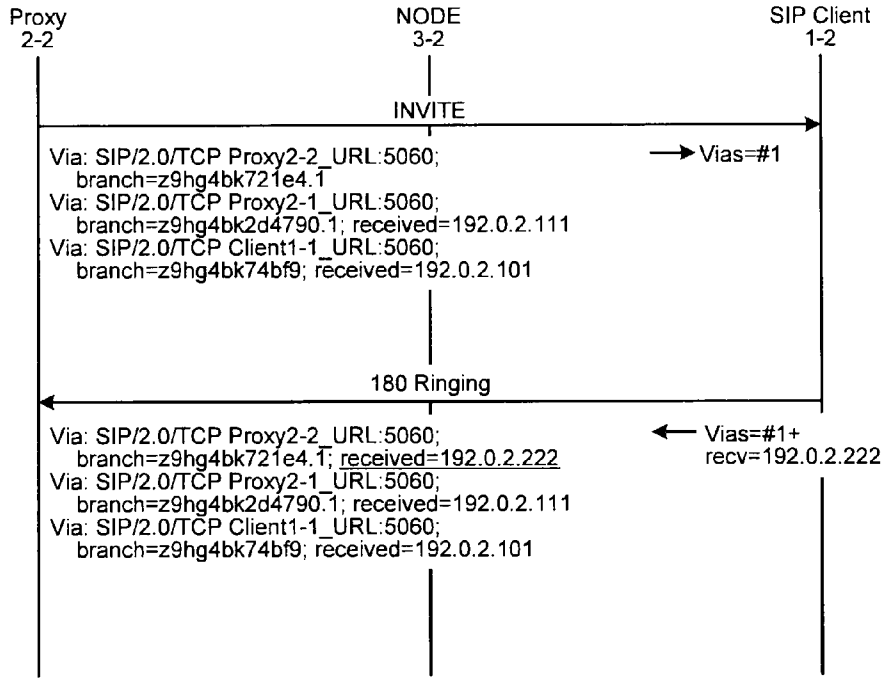 Proxy
2-2
NODE
3-2
SIP Client
1-2
INVITE
Via: SIP/2.0/TCP Proxy2-2_URL:5060;
branch=z9hg4bk721e4.1
Via: SIP/2.0/TCP Proxy2-1_URL:5060;
branch=z9hg4bk2d4790.1; received=192.0.2.111
Via: SIP/2.0/TCP Client1-1_URL:5060;
branch=z9hg4bk74bf9; received=192.0.2.101
Vias=#1
180 Ringing
Via: SIP/2.0/TCP Proxy2-2_URL:5060;
branch=z9hg4bk721e4.1; received=192.0.2.222
Via: SIP/2.0/TCP Proxy2-1_URL:5060;
branch=z9hg4bk2d4790.1; received=192.0.2.111
Via: SIP/2.0/TCP Client1-1_URL:5060;
branch=z9hg4bk74bf9; received=192.0.2.101
Vias=#1+
recv=192.0.2.222